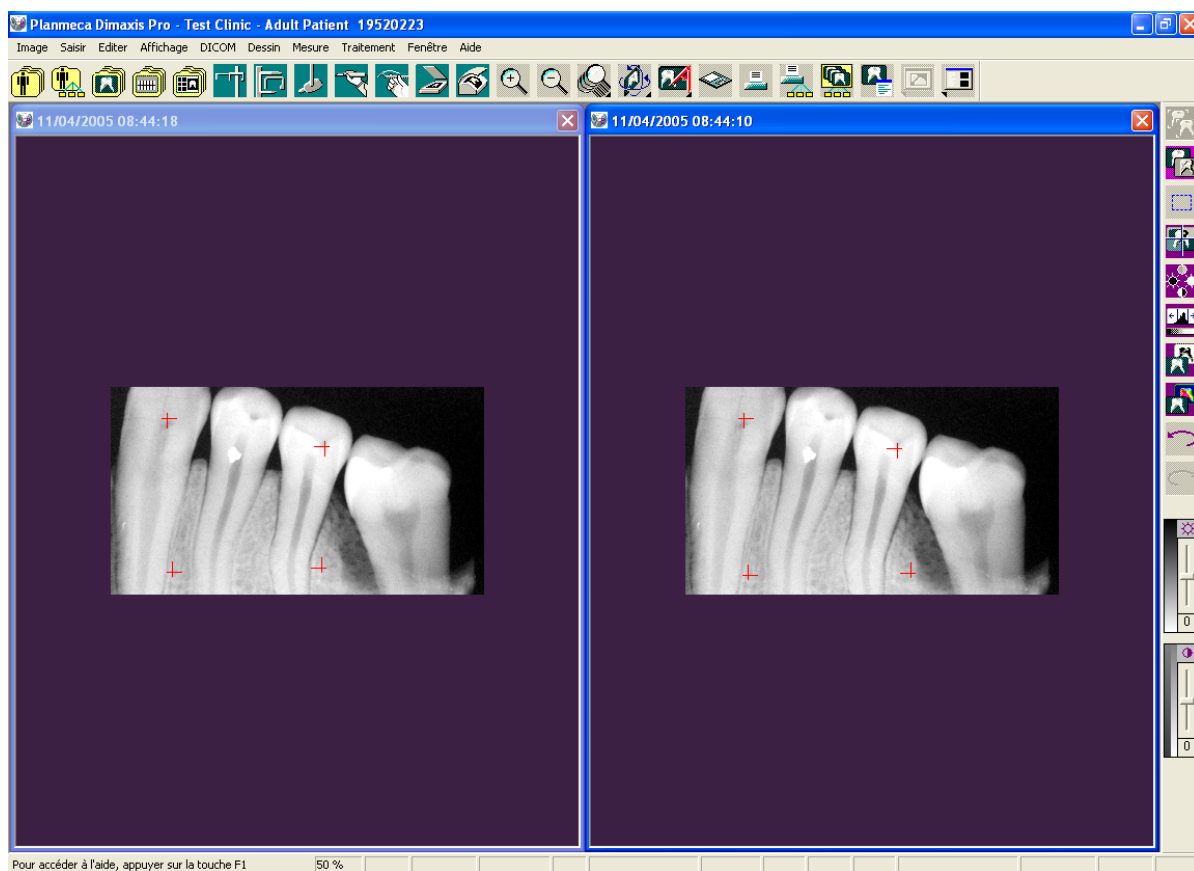 Planmeca Dimaxis Pro - Test Clinic - Adult Patient 19520223
Image Saisir Editer Affichage DICOM Dessin Mesure Traitement Fenêtre Aide
11/04/2005 08:44:18
11/04/2005 08:44:10
0
0
Pour accéder à l'aide, appuyer sur la touche F1 50 %